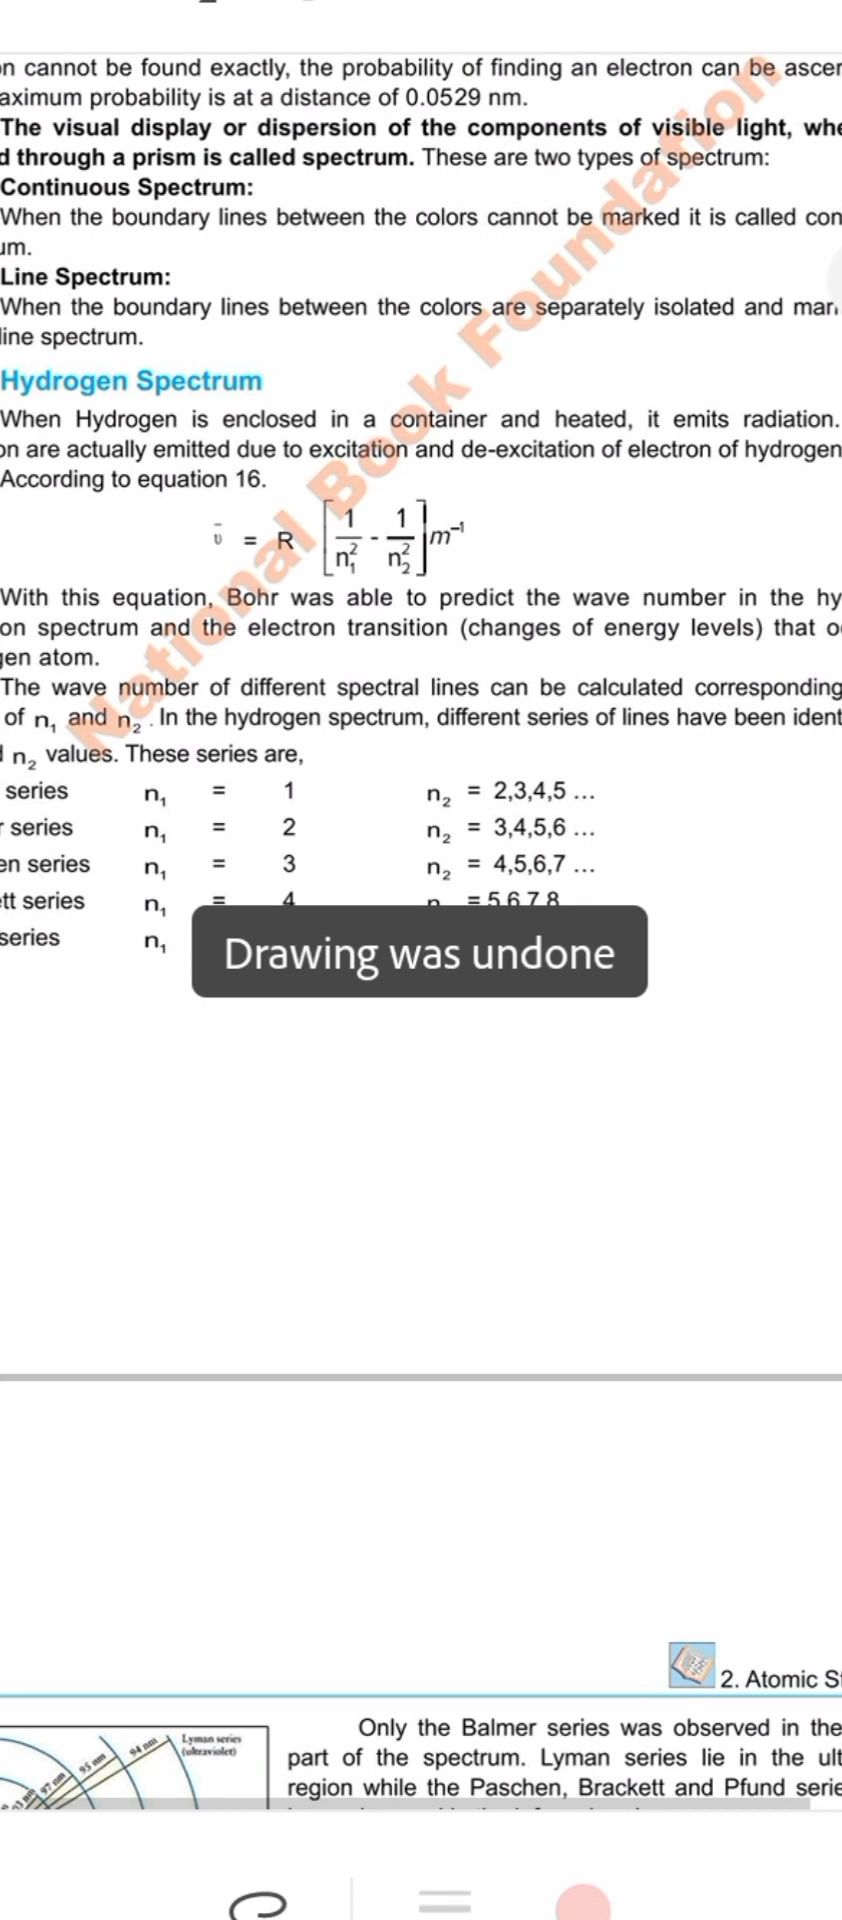 on cannot be found exactly, the probability of finding an electron can be ascer
aximum probability is at a distance of 0.0529 nm.
The visual display or dispersion of the components of visible light, whe
d through a prism is called spectrum. These are two types of spectrum:
Continuous Spectrum:
When the boundary lines between the colors cannot be marked it is called con
um.
Line Spectrum:
When the boundary lines between the colors are separately isolated and mar
line spectrum.
Hydrogen Spectrum
When Hydrogen is enclosed in a container and heated, it emits radiation.
on are actually emitted due to excitation and de-excitation of electron of hydrogen
According to equation 16.
ῡ = R [1/n₁² - 1/n₂²] m⁻¹
With this equation, Bohr was able to predict the wave number in the hy
on spectrum and the electron transition (changes of energy levels) that o
gen atom.
The wave number of different spectral lines can be calculated corresponding
of n₁ and n₂ . In the hydrogen spectrum, different series of lines have been ident
n₂ values. These series are,
series n₁ = 1 n₂ = 2,3,4,5 ...
r series n₁ = 2 n₂ = 3,4,5,6 ...
en series n₁ = 3 n₂ = 4,5,6,7 ...
ett series n₁ = 4 n = 5 6 7 8
series n₁
National Book Foundation
Drawing was undone
2. Atomic St
Lyman series
(ultraviolet)
94 nm
95 nm
97 nm
Only the Balmer series was observed in the
part of the spectrum. Lyman series lie in the ult
region while the Paschen, Brackett and Pfund serie